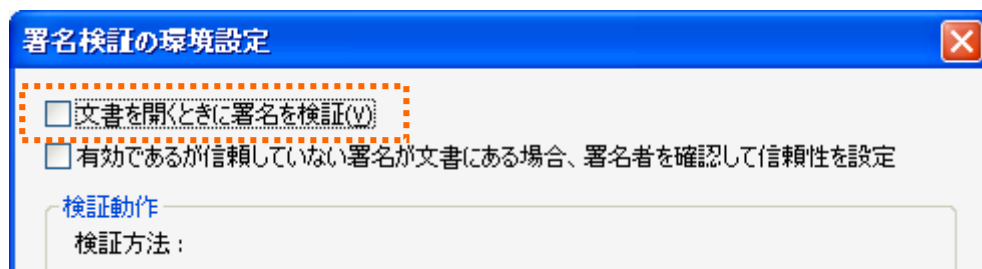 署名検証の環境設定
文書を開くときに署名を検証(V)
有効であるが信頼していない署名が文書にある場合、署名者を確認して信頼性を設定
検証動作
検証方法: